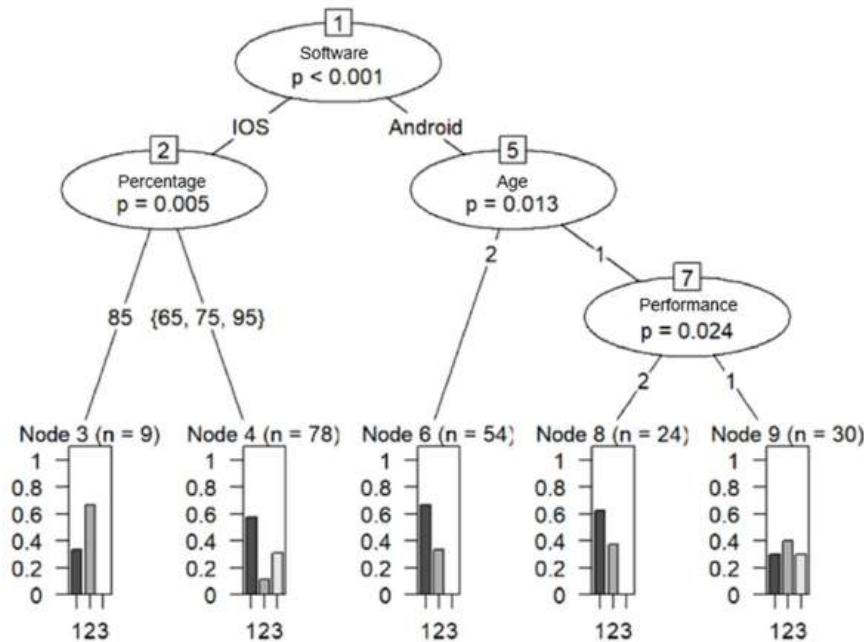 1
Software
p < 0.001
IOS Android
2 5
Percentage Age
p = 0.005 p = 0.013
2 1
7
Performance
p = 0.024
85 {65, 75, 95}
2 1
Node 3 (n = 9) Node 4 (n = 78) Node 6 (n = 54) Node 8 (n = 24) Node 9 (n = 30)
1 1 1 1 1
0.8 0.8 0.8 0.8 0.8
0.6 0.6 0.6 0.6 0.6
0.4 0.4 0.4 0.4 0.4
0.2 0.2 0.2 0.2 0.2
0 0 0 0 0
123 123 123 123 123